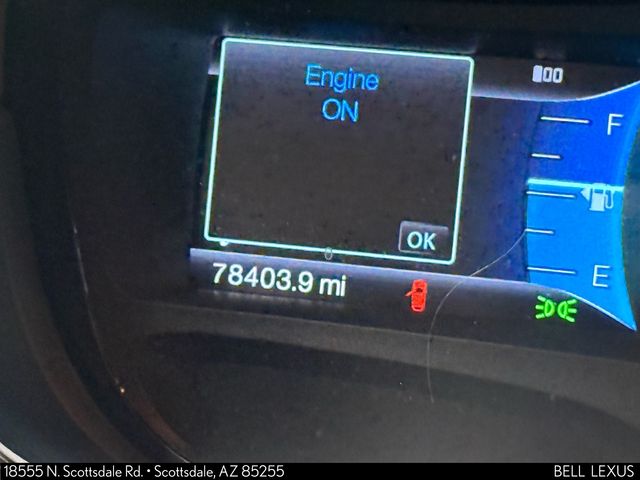 Engine
ON
OK
F
E
78403.9 mi
18555 N. Scottsdale Rd. • Scottsdale, AZ 85255
BELL LEXUS